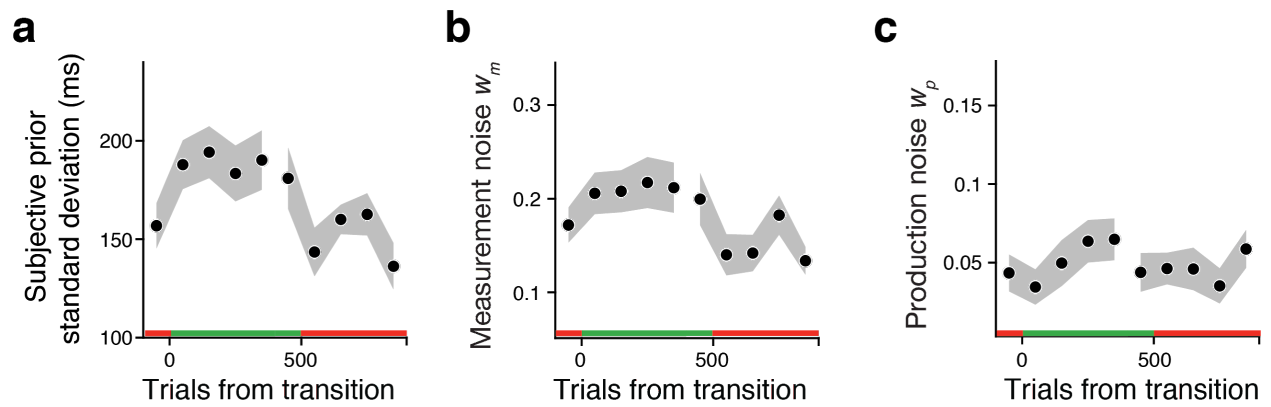 a
Subjective prior
standard deviation (ms)
200
150
100
0
500
Trials from transition
b
Measurement noise wₘ
0.3
0.2
0.1
0
500
Trials from transition
c
Production noise wₚ
0.15
0.1
0.05
0
500
Trials from transition